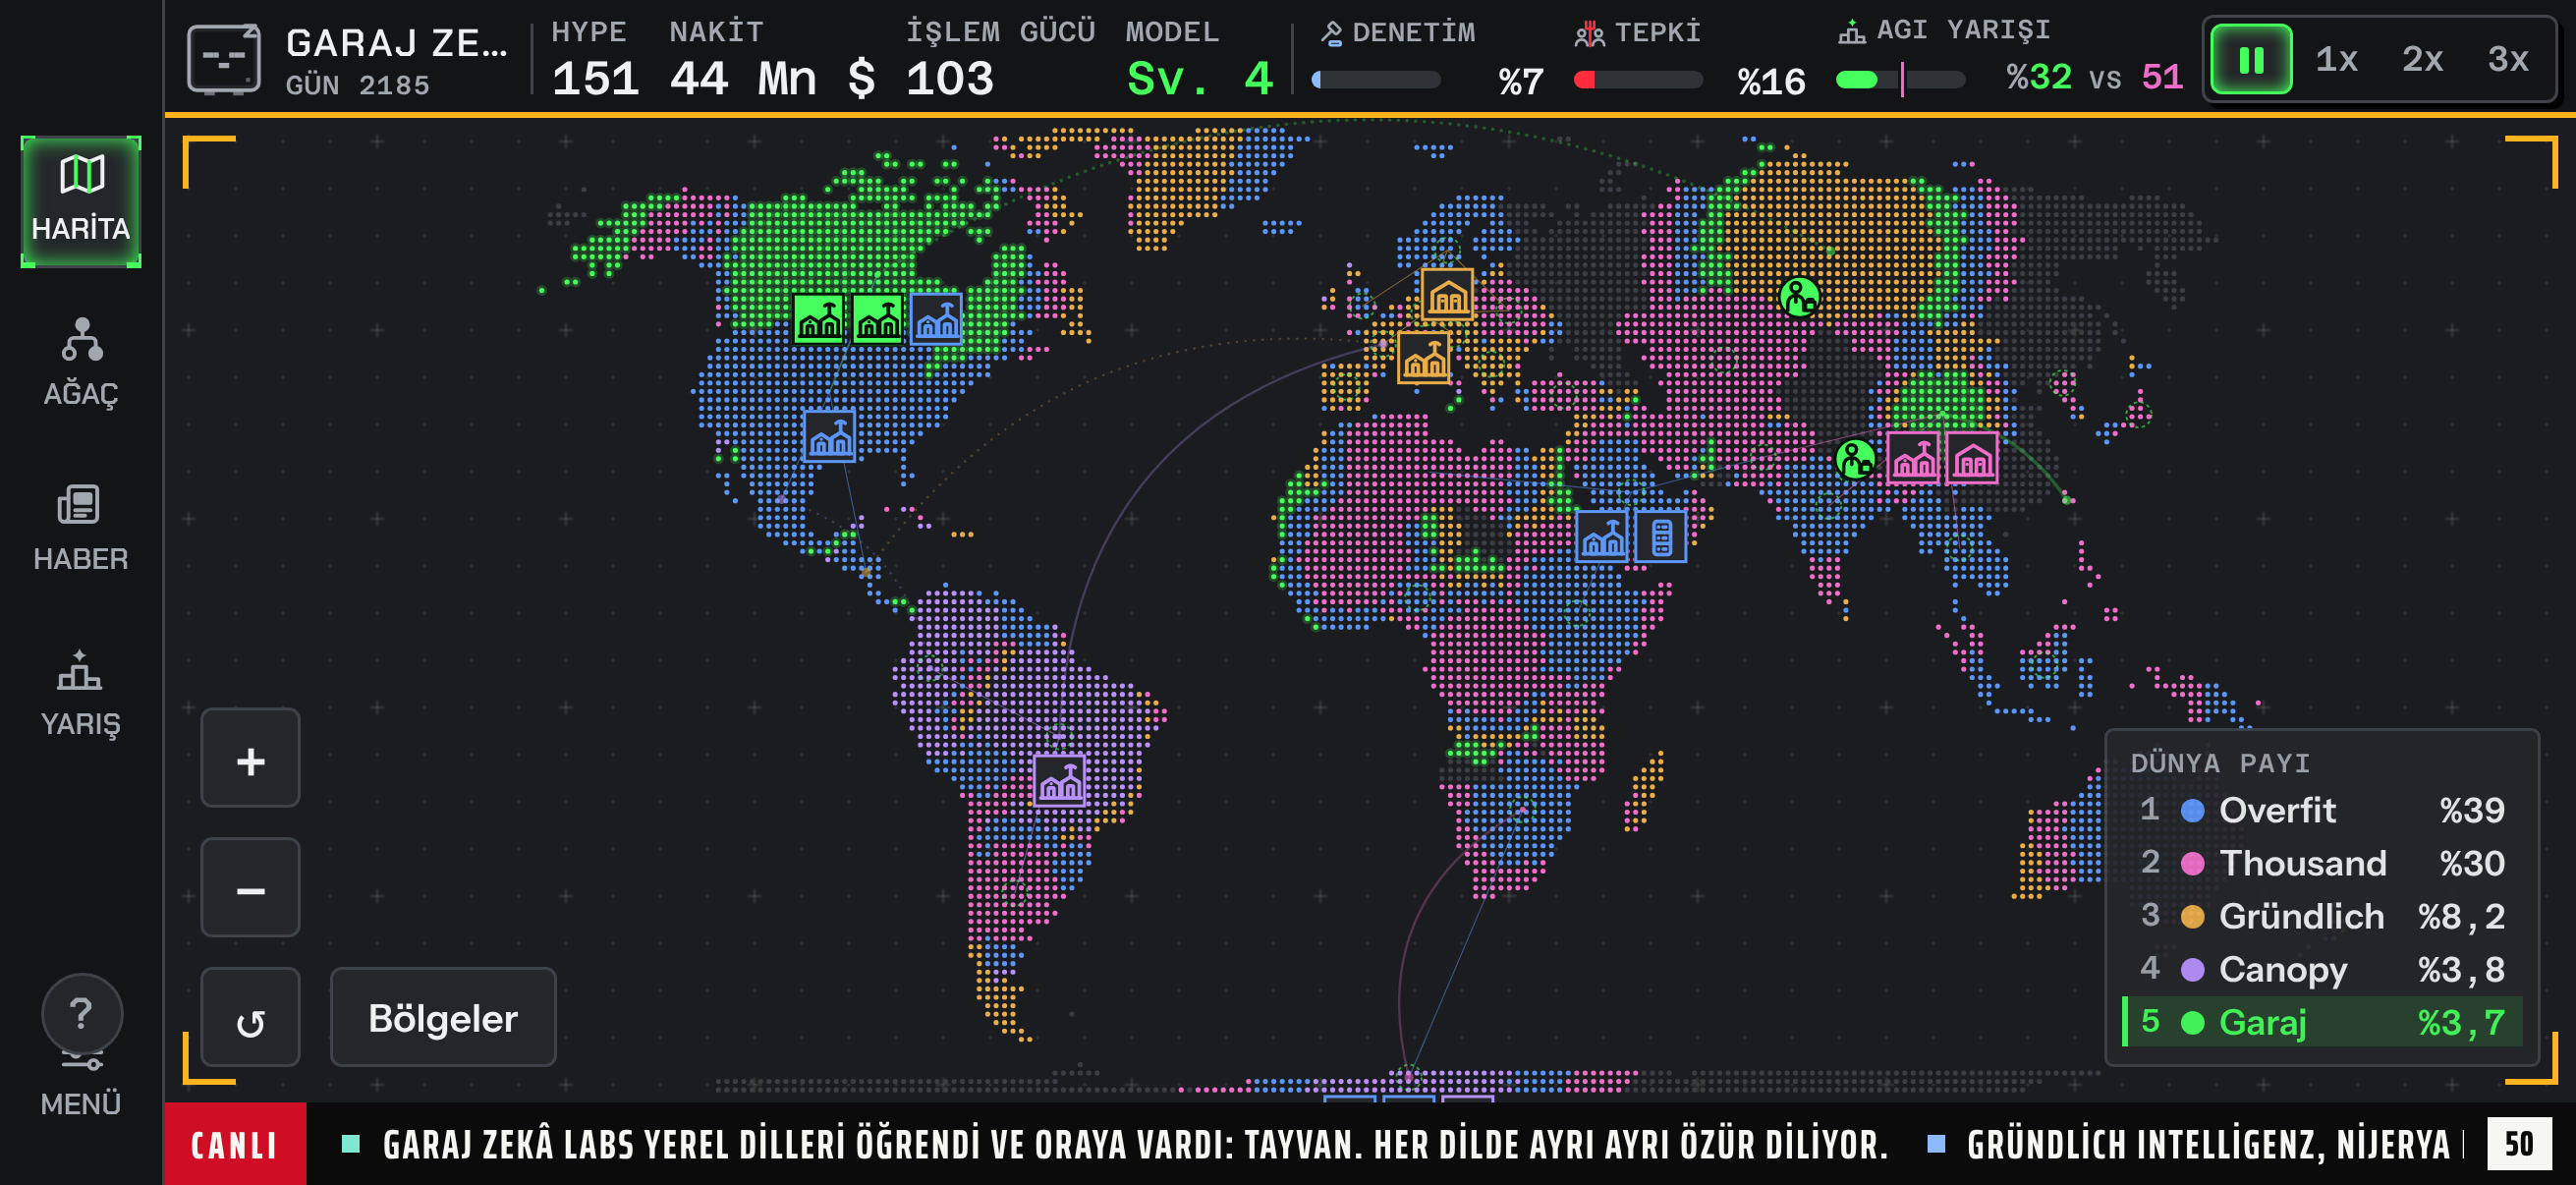 GARAJ ZE...
GÜN 2185
HYPE
151
NAKİT
44 Mn $
İŞLEM GÜCÜ
103
MODEL
Sv. 4
DENETİM
%7
TEPKİ
%16
AGI YARIŞI
%32 VS 51
1x
2x
3x
HARİTA
AĞAÇ
HABER
YARIŞ
?
MENÜ
+
−
↺
Bölgeler
DÜNYA PAYI
1 Overfit %39
2 Thousand %30
3 Gründlich %8,2
4 Canopy %3,8
5 Garaj %3,7
CANLI
GARAJ ZEKÂ LABS YEREL DİLLERİ ÖĞRENDİ VE ORAYA VARDI: TAYVAN. HER DİLDE AYRI AYRI ÖZÜR DİLİYOR.
GRÜNDLİCH INTELLİGENZ, NİJERYA
50